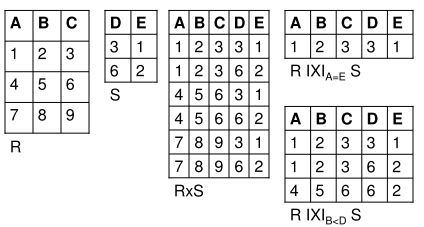 A B C
1 2 3
4 5 6
7 8 9
R
D E
3 1
6 2
S
A B C D E
1 2 3 3 1
1 2 3 6 2
4 5 6 3 1
4 5 6 6 2
7 8 9 3 1
7 8 9 6 2
RxS
A B C D E
1 2 3 3 1
R IXI A=E S
A B C D E
1 2 3 3 1
1 2 3 6 2
4 5 6 6 2
R IXI B<D S